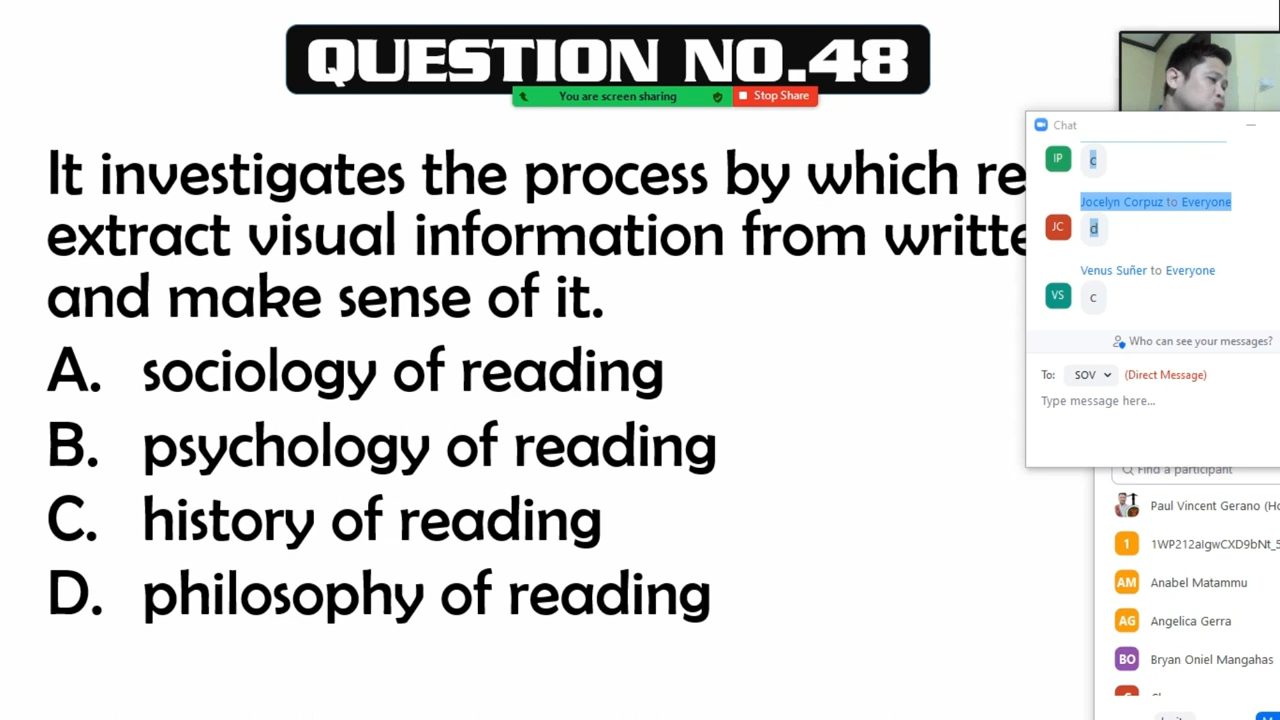 QUESTION NO.48
You are screen sharing
Stop Share
It investigates the process by which re
extract visual information from writte
and make sense of it.
A. sociology of reading
B. psychology of reading
C. history of reading
D. philosophy of reading
Chat
IP
c
Jocelyn Corpuz to Everyone
JC
d
Venus Suñer to Everyone
VS
c
Who can see your messages?
To: SOV (Direct Message)
Type message here...
Find a participant
Paul Vincent Gerano (Ho
1 1WP212aIgwCXD9bNt_5
AM Anabel Matammu
AG Angelica Gerra
BO Bryan Oniel Mangahas